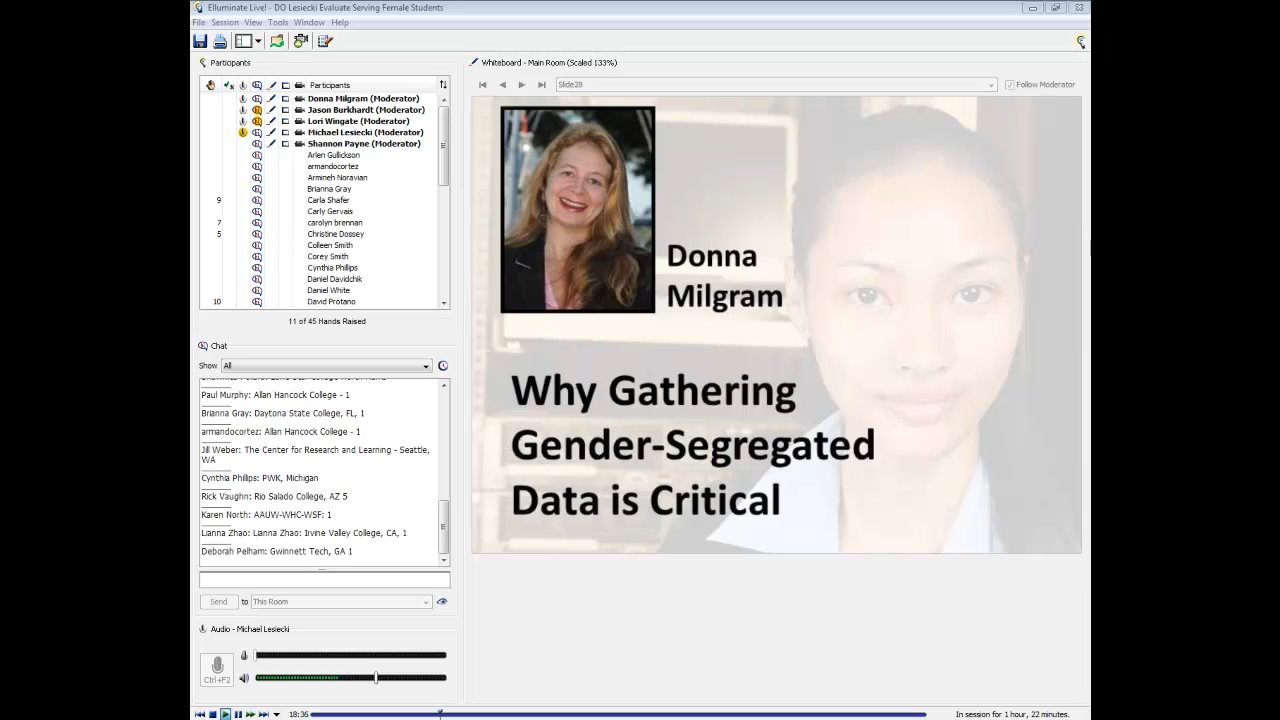 Elluminate Live! - DO Lesiecki Evaluate Serving Female Students
File Session View Tools Window Help
Participants
Participants
Donna Milgram (Moderator)
Jason Burkhardt (Moderator)
Lori Wingate (Moderator)
Michael Lesiecki (Moderator)
Shannon Payne (Moderator)
Arlen Gullickson
armandocortez
Armineh Noravian
Brianna Gray
9 Carla Shafer
Carly Gervais
7 carolyn brennan
5 Christine Dossey
Colleen Smith
Corey Smith
Cynthia Phillips
Daniel Davidchik
Daniel White
10 David Protano
11 of 45 Hands Raised
Chat
Show All
Paul Murphy: Allan Hancock College - 1
Brianna Gray: Daytona State College, FL, 1
armandocortez: Allan Hancock College - 1
Jill Weber: The Center for Research and Learning - Seattle,
WA
Cynthia Phillips: PWK, Michigan
Rick Vaughn: Rio Salado College, AZ 5
Karen North: AAUW-WHC-WSF: 1
Lianna Zhao: Lianna Zhao: Irvine Valley College, CA, 1
Deborah Pelham: Gwinnett Tech, GA 1
Send to This Room
Audio - Michael Lesiecki
Ctrl+F2
Whiteboard - Main Room (Scaled 133%)
Slide28
Follow Moderator
Donna
Milgram
Why Gathering
Gender-Segregated
Data is Critical
18:36
In session for 1 hour, 22 minutes.